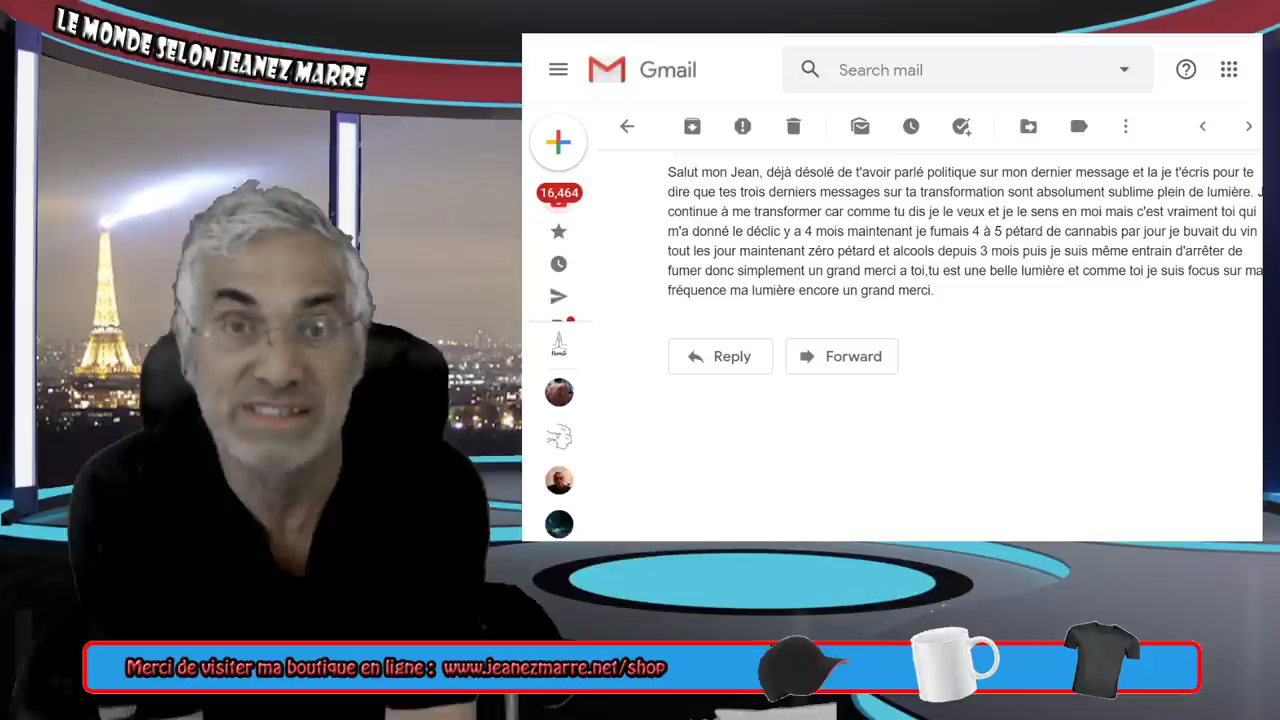 LE MONDE SELON JEANEZ MARRE
Gmail
Search mail
16,464
Salut mon Jean, déjà désolé de t'avoir parlé politique sur mon dernier message et la je t'écris pour te
dire que tes trois derniers messages sur ta transformation sont absolument sublime plein de lumière. J
continue à me transformer car comme tu dis je le veux et je le sens en moi mais c'est vraiment toi qui
m'a donné le déclic y a 4 mois maintenant je fumais 4 à 5 pétard de cannabis par jour je buvait du vin
tout les jour maintenant zéro pétard et alcools depuis 3 mois puis je suis même entrain d'arrêter de
fumer donc simplement un grand merci a toi,tu est une belle lumière et comme toi je suis focus sur ma
fréquence ma lumière encore un grand merci.
Reply
Forward
Merci de visiter ma boutique en ligne : www.jeanezmarre.net/shop